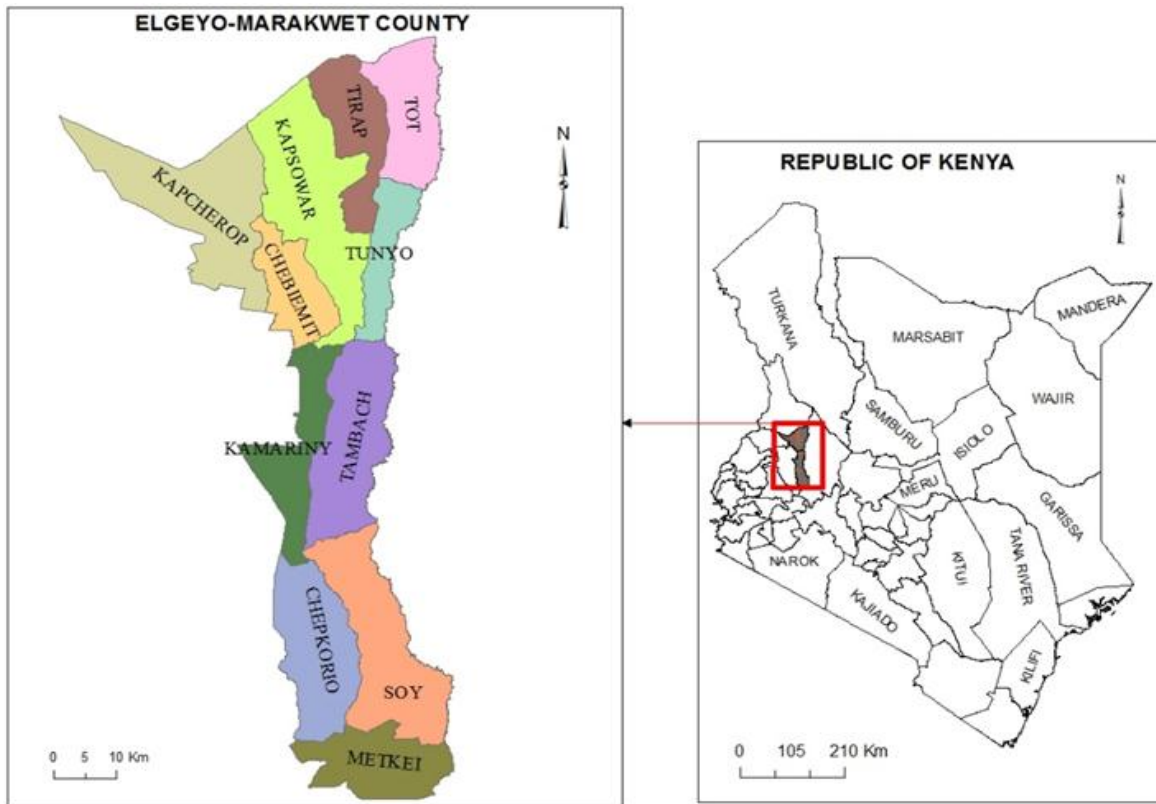 ELGEYO-MARAKWET COUNTY
TIRAP
TOT
N
S
KAPSOWAR
KAPCHEROP
CHEBIEMIT
TUNYO
KAMARINY
TAMBACH
CHEPKORIO
SOY
METKEI
0 5 10 Km
REPUBLIC OF KENYA
N
S
TURKANA
MANDERA
MARSABIT
WAJIR
SAMBURU
ISIOLO
MERU
GARISSA
NAROK
KITUI
TANA RIVER
KAJIADO
KILIFI
0 105 210 Km